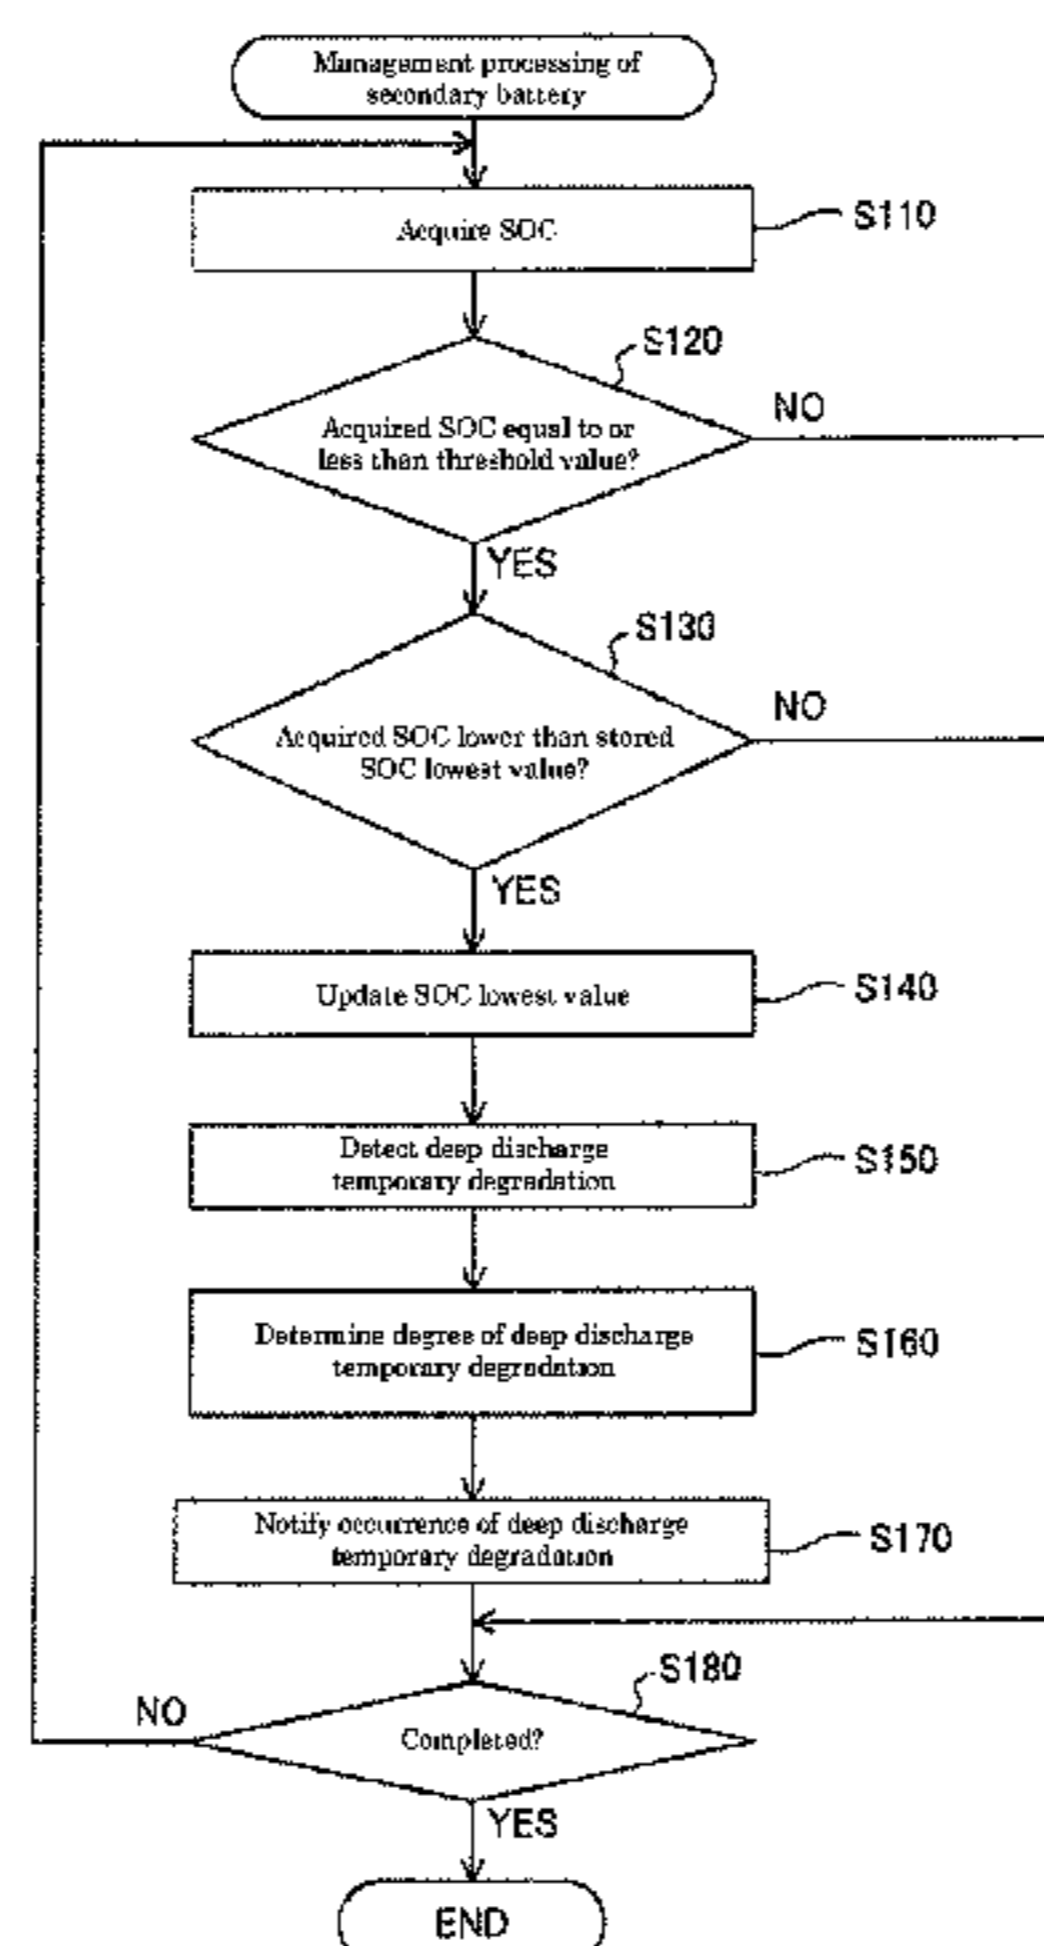 Management processing of
secondary battery
Acquire SOC
S110
S120
Acquired SOC equal to or
less than threshold value?
NO
YES
S130
Acquired SOC lower than stored
SOC lowest value?
NO
YES
Update SOC lowest value
S140
Detect deep discharge
temporary degradation
S150
Determine degree of deep discharge
temporary degradation
S160
Notify occurrence of deep discharge
temporary degradation
S170
S180
Completed?
NO
YES
END